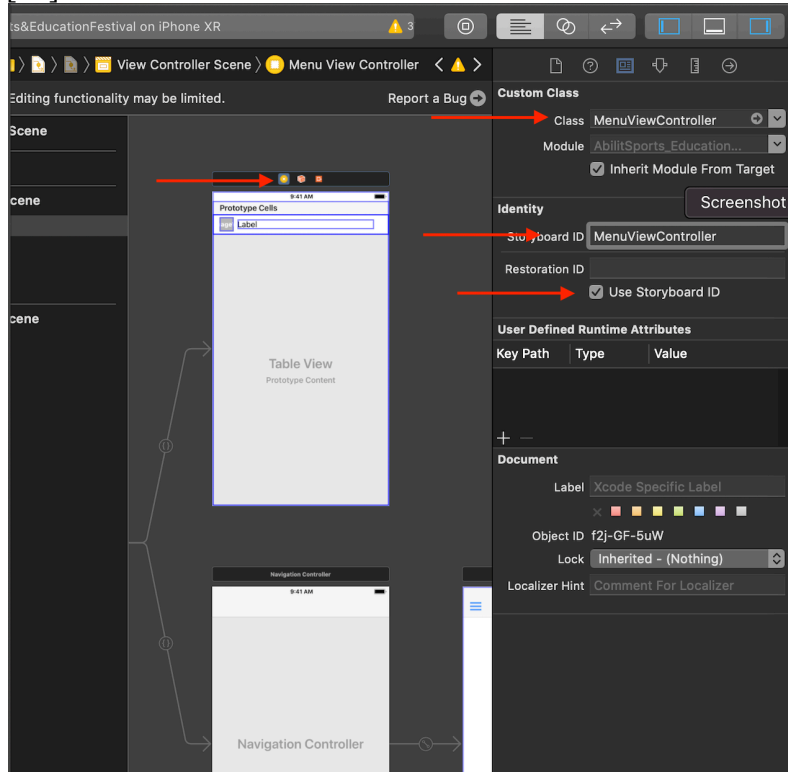 ts&EducationFestival on iPhone XR
3
View Controller Scene
Menu View Controller
Editing functionality may be limited.
Report a Bug
Scene
cene
cene
9:41 AM
Prototype Cells
Label
Table View
Prototype Content
Navigation Controller
9:41 AM
Navigation Controller
Custom Class
Class MenuViewController
Module AbilitSports_Education...
Inherit Module From Target
Screenshot
Identity
Storyboard ID MenuViewController
Restoration ID
Use Storyboard ID
User Defined Runtime Attributes
Key Path Type Value
Document
Label Xcode Specific Label
Object ID f2j-GF-5uW
Lock Inherited - (Nothing)
Localizer Hint Comment For Localizer